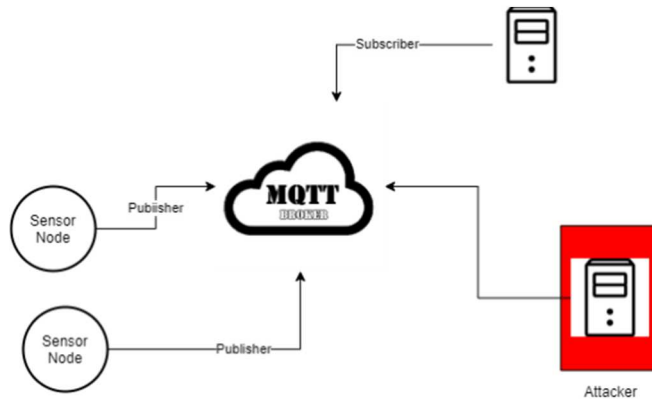 Subscriber
MQTT
BROKER
Sensor
Node
Publisher
Sensor
Node
Publisher
Attacker